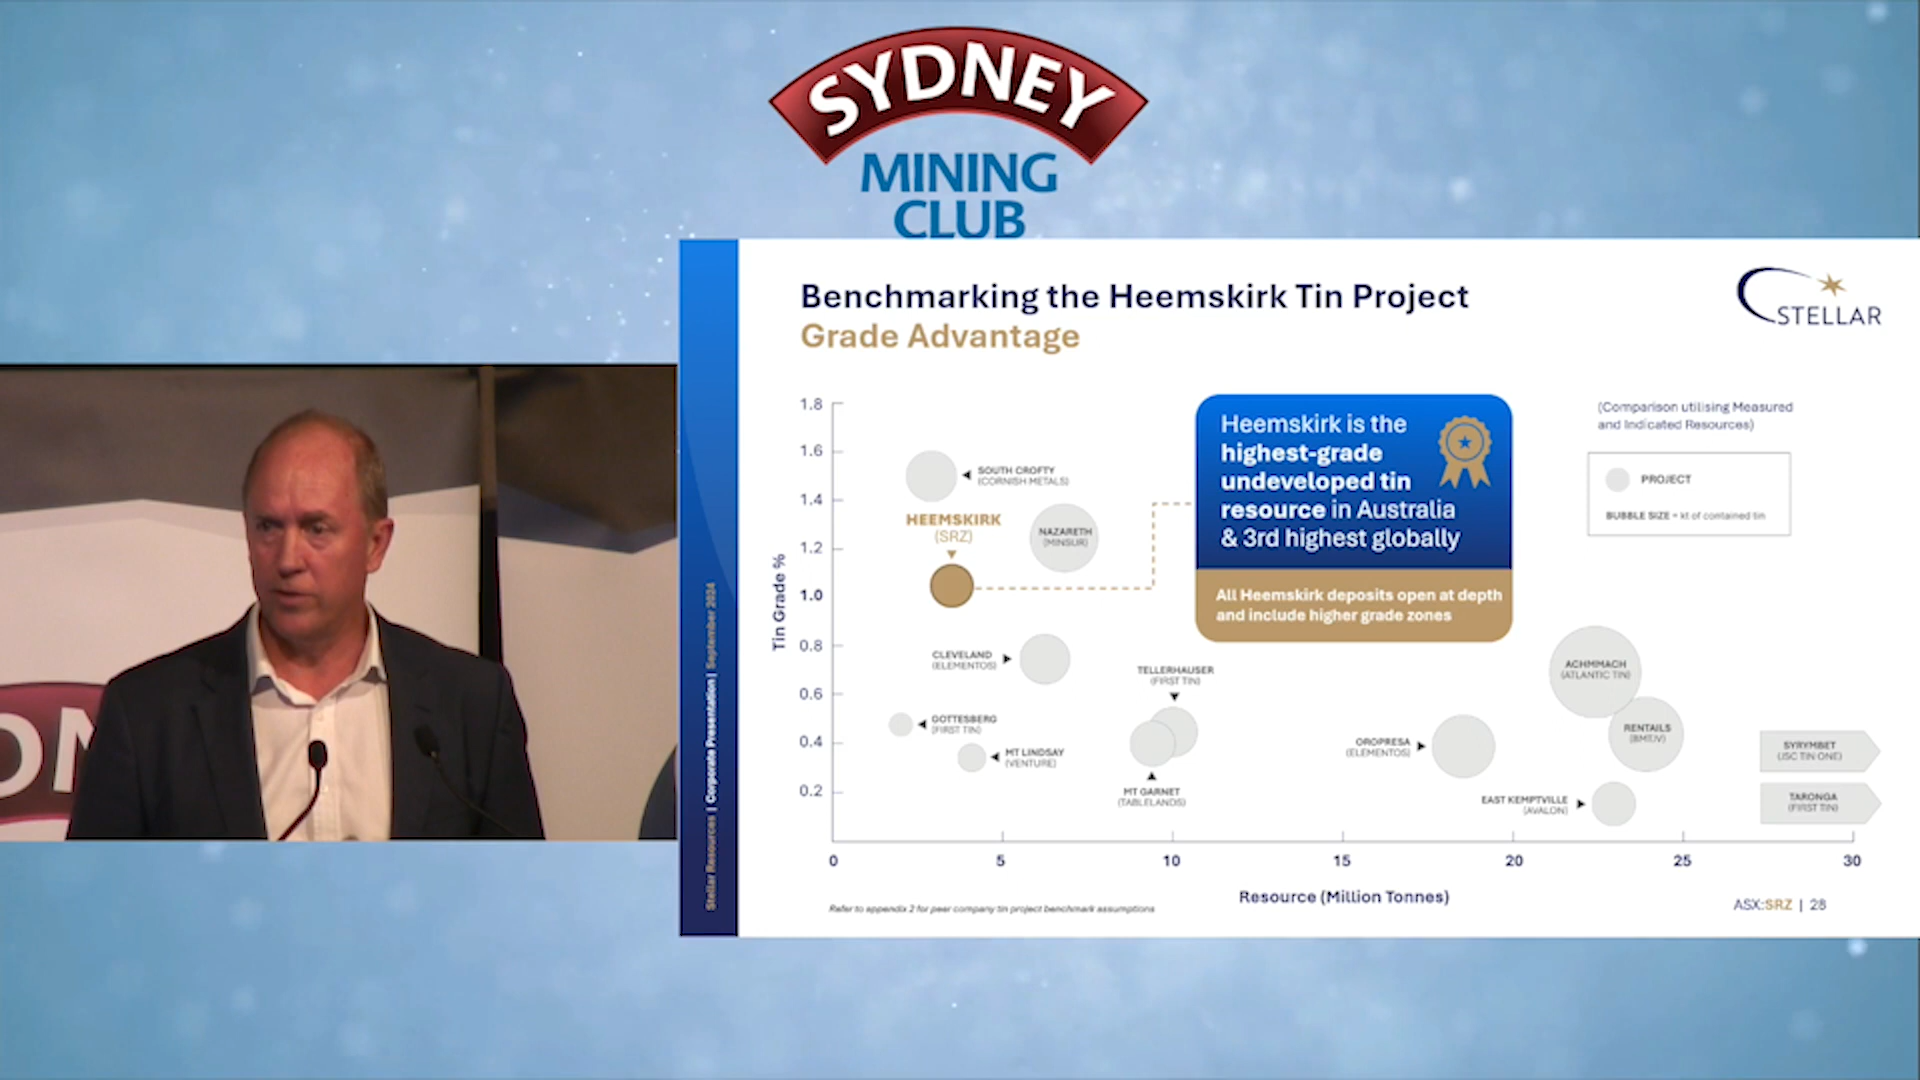 SYDNEY
MINING
CLUB
Benchmarking the Heemskirk Tin Project
Grade Advantage
STELLAR
Stellar Resources | Corporate Presentation | September 2024
Tin Grade %
1.8
1.6
1.4
1.2
1.0
0.8
0.6
0.4
0.2
SOUTH CROFTY
(CORNISH METALS)
HEEMSKIRK
(SRZ)
NAZARETH
(MINSUR)
Heemskirk is the
highest-grade
undeveloped tin
resource in Australia
& 3rd highest globally
All Heemskirk deposits open at depth
and include higher grade zones
(Comparison utilising Measured
and Indicated Resources)
PROJECT
BUBBLE SIZE = kt of contained tin
CLEVELAND
(ELEMENTOS)
TELLERHAUSER
(FIRST TIN)
GOTTESBERG
(FIRST TIN)
MT LINDSAY
(VENTURE)
MT GARNET
(TABLELANDS)
OROPRESA
(ELEMENTOS)
ACHMMACH
(ATLANTIC TIN)
RENTAILS
(BMTJV)
EAST KEMPTVILLE
(AVALON)
SYRYMBET
(JSC TIN ONE)
TARONGA
(FIRST TIN)
0 5 10 15 20 25 30
Resource (Million Tonnes)
Refer to appendix 2 for peer company tin project benchmark assumptions
ASX:SRZ | 28